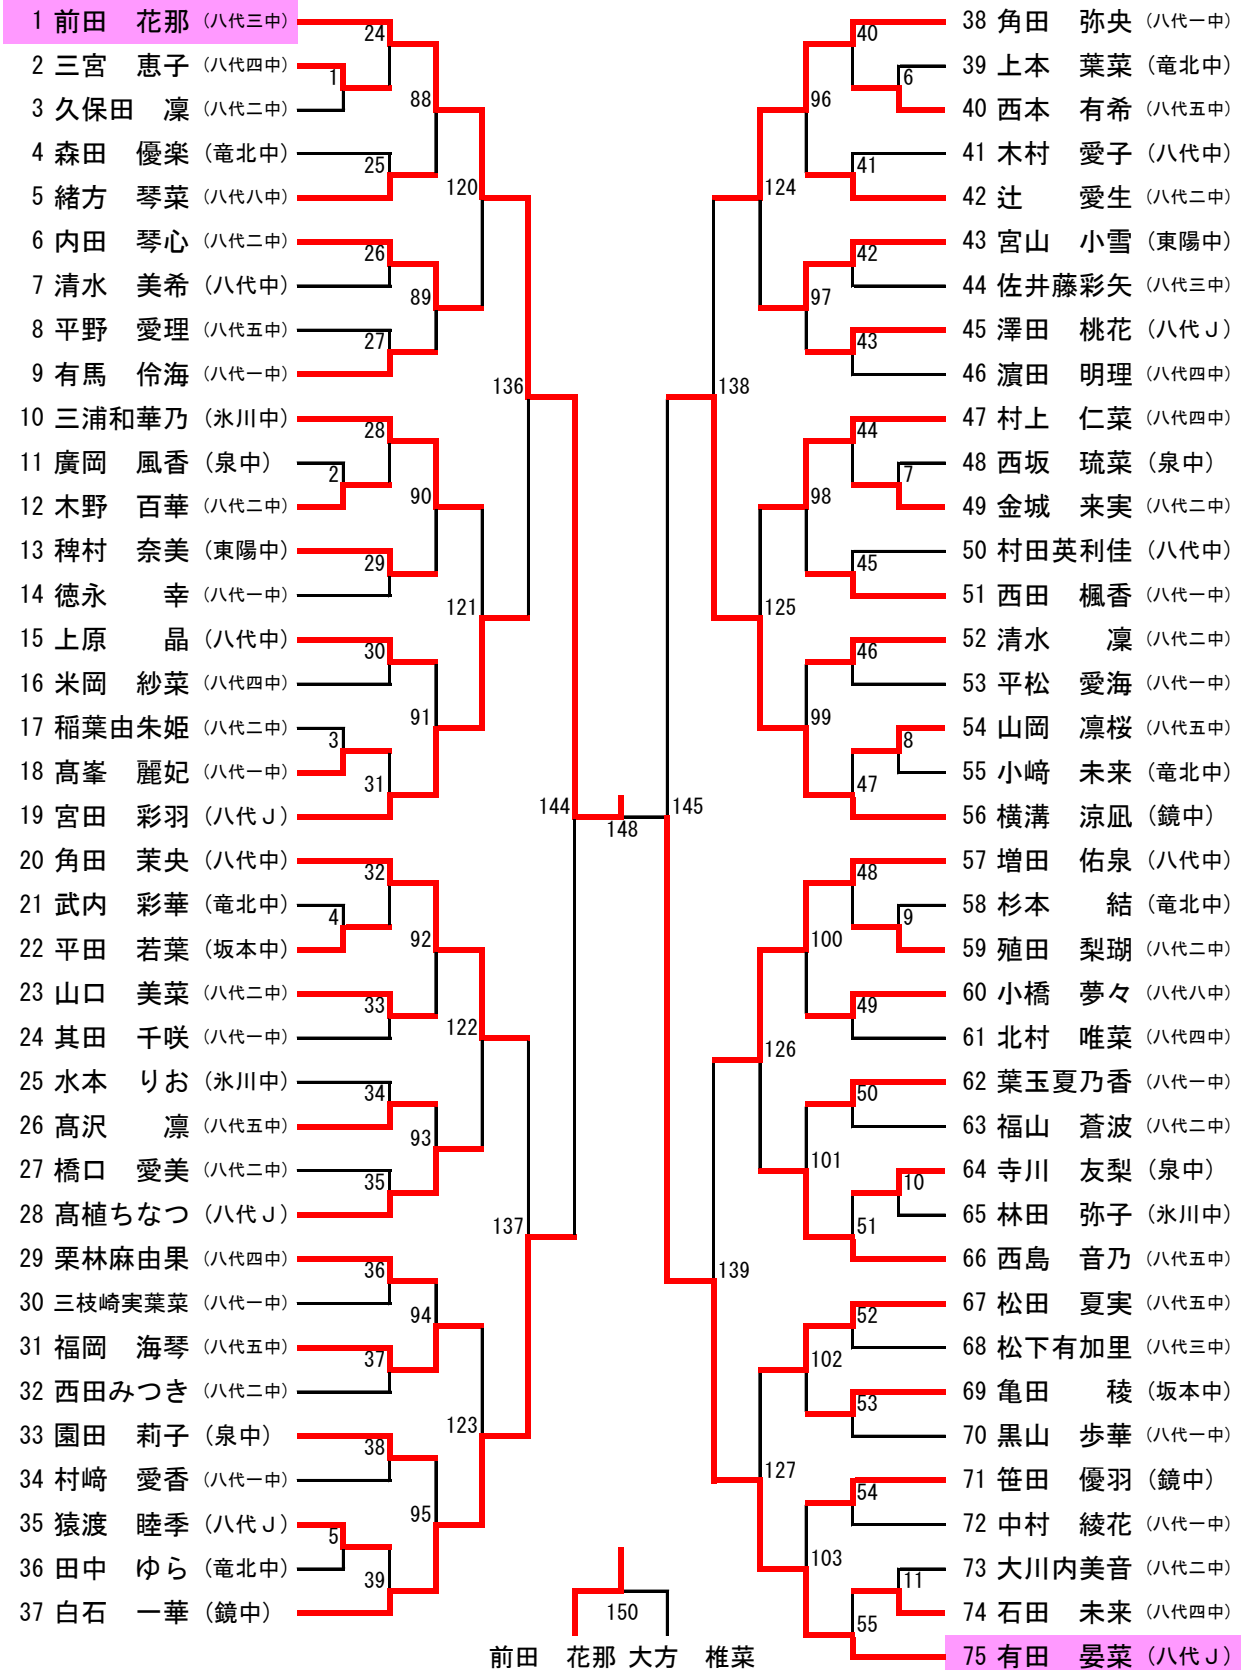 1 前田　花那 (八代三中)
2 三宮　恵子 (八代四中)
3 久保田　凜 (八代二中)
4 森田　優楽 (竜北中)
5 緒方　琴菜 (八代八中)
6 内田　琴心 (八代二中)
7 清水　美希 (八代中)
8 平野　愛理 (八代五中)
9 有馬　伶海 (八代一中)
10 三浦和華乃 (氷川中)
11 廣岡　風香 (泉中)
12 木野　百華 (八代二中)
13 稗村　奈美 (東陽中)
14 徳永　　幸 (八代一中)
15 上原　　晶 (八代中)
16 米岡　紗菜 (八代四中)
17 稲葉由朱姫 (八代二中)
18 髙峯　麗妃 (八代一中)
19 宮田　彩羽 (八代Ｊ)
20 角田　茉央 (八代中)
21 武内　彩華 (竜北中)
22 平田　若葉 (坂本中)
23 山口　美菜 (八代二中)
24 其田　千咲 (八代一中)
25 水本　りお (氷川中)
26 髙沢　　凛 (八代五中)
27 橋口　愛美 (八代二中)
28 髙植ちなつ (八代Ｊ)
29 栗林麻由果 (八代四中)
30 三枝崎実葉菜 (八代一中)
31 福岡　海琴 (八代五中)
32 西田みつき (八代二中)
33 園田　莉子 (泉中)
34 村﨑　愛香 (八代一中)
35 猿渡　睦季 (八代Ｊ)
36 田中　ゆら (竜北中)
37 白石　一華 (鏡中)
24
1
88
25
120
26
89
27
136
28
2
90
29
121
30
91
3
31
144
32
4
92
33
122
34
93
35
137
36
94
37
123
38
95
5
39
148
145
40
6
96
41
124
42
97
43
138
44
7
98
45
125
46
99
8
47
48
9
100
49
126
50
101
10
51
139
52
102
53
127
54
103
11
55
38 角田　弥央 (八代一中)
39 上本　葉菜 (竜北中)
40 西本　有希 (八代五中)
41 木村　愛子 (八代中)
42 辻　　愛生 (八代二中)
43 宮山　小雪 (東陽中)
44 佐井藤彩矢 (八代三中)
45 澤田　桃花 (八代Ｊ)
46 濵田　明理 (八代四中)
47 村上　仁菜 (八代四中)
48 西坂　琉菜 (泉中)
49 金城　来実 (八代二中)
50 村田英利佳 (八代中)
51 西田　楓香 (八代一中)
52 清水　　凜 (八代二中)
53 平松　愛海 (八代一中)
54 山岡　凛桜 (八代五中)
55 小﨑　未来 (竜北中)
56 横溝　涼凪 (鏡中)
57 増田　佑泉 (八代中)
58 杉本　　結 (竜北中)
59 殖田　梨瑚 (八代二中)
60 小橋　夢々 (八代八中)
61 北村　唯菜 (八代四中)
62 葉玉夏乃香 (八代一中)
63 福山　蒼波 (八代二中)
64 寺川　友梨 (泉中)
65 林田　弥子 (氷川中)
66 西島　音乃 (八代五中)
67 松田　夏実 (八代五中)
68 松下有加里 (八代三中)
69 亀田　　稜 (坂本中)
70 黒山　歩華 (八代一中)
71 笹田　優羽 (鏡中)
72 中村　綾花 (八代一中)
73 大川内美音 (八代二中)
74 石田　未来 (八代四中)
75 有田　晏菜 (八代Ｊ)
150
前田　花那 大方　椎菜